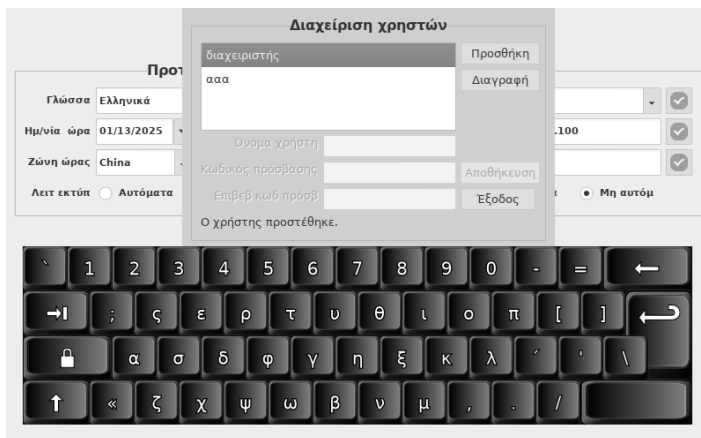 Διαχείριση χρηστών
διαχειριστής
ααα
Προσθήκη
Διαγραφή
Όνομα χρήστη
Κωδικός πρόσβασης
Επιβεβ κωδ πρόσβ
Αποθήκευση
Έξοδος
Ο χρήστης προστέθηκε.
Γλώσσα Ελληνικά
Ημ/νία ώρα 01/13/2025
.100
Ζώνη ώρας China
Λειτ εκτύπ Αυτόματα
Μη αυτόμ
` 1 2 3 4 5 6 7 8 9 0 - =
; ς ε ρ τ υ θ ι ο π [ ]
α σ δ φ γ η ξ κ λ ΄ ' \
« ζ χ ψ ω β ν μ , . /